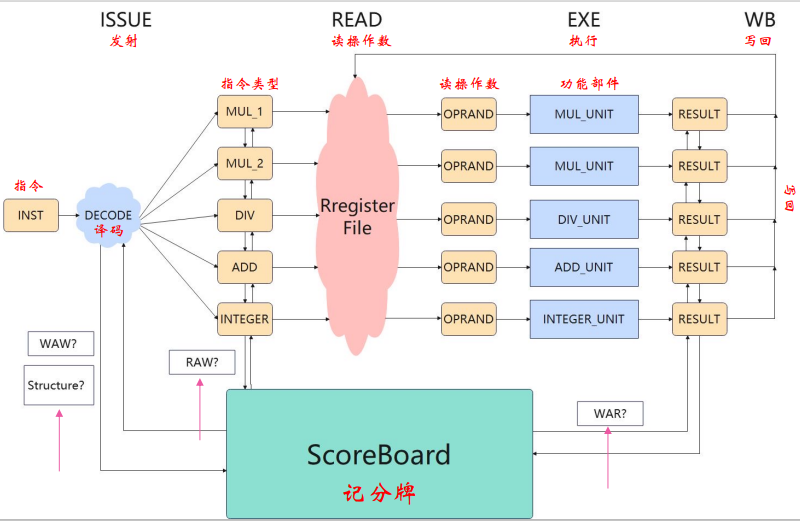 ISSUE
发射
READ
读操作数
EXE
执行
WB
写回
指令类型
读操作数
功能部件
MUL_1
OPRAND
MUL_UNIT
RESULT
MUL_2
OPRAND
MUL_UNIT
RESULT
指令
INST
DECODE
译码
DIV
Rregister
File
OPRAND
DIV_UNIT
RESULT
写回
ADD
OPRAND
ADD_UNIT
RESULT
INTEGER
OPRAND
INTEGER_UNIT
RESULT
WAW?
RAW?
Structure?
WAR?
ScoreBoard
记分牌